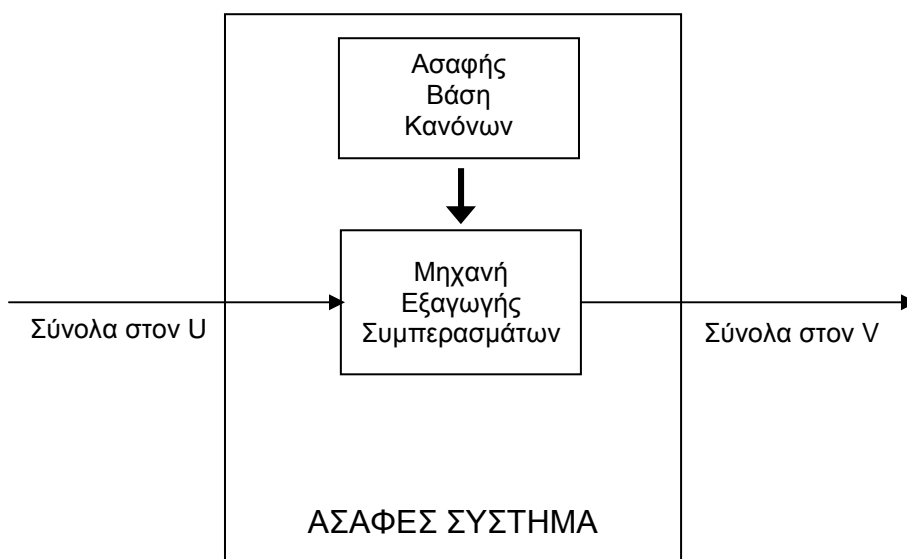 Ασαφής
Βάση
Κανόνων
Μηχανή
Εξαγωγής
Συμπερασμάτων
Σύνολα στον U
Σύνολα στον V
ΑΣΑΦΕΣ ΣΥΣΤΗΜΑ